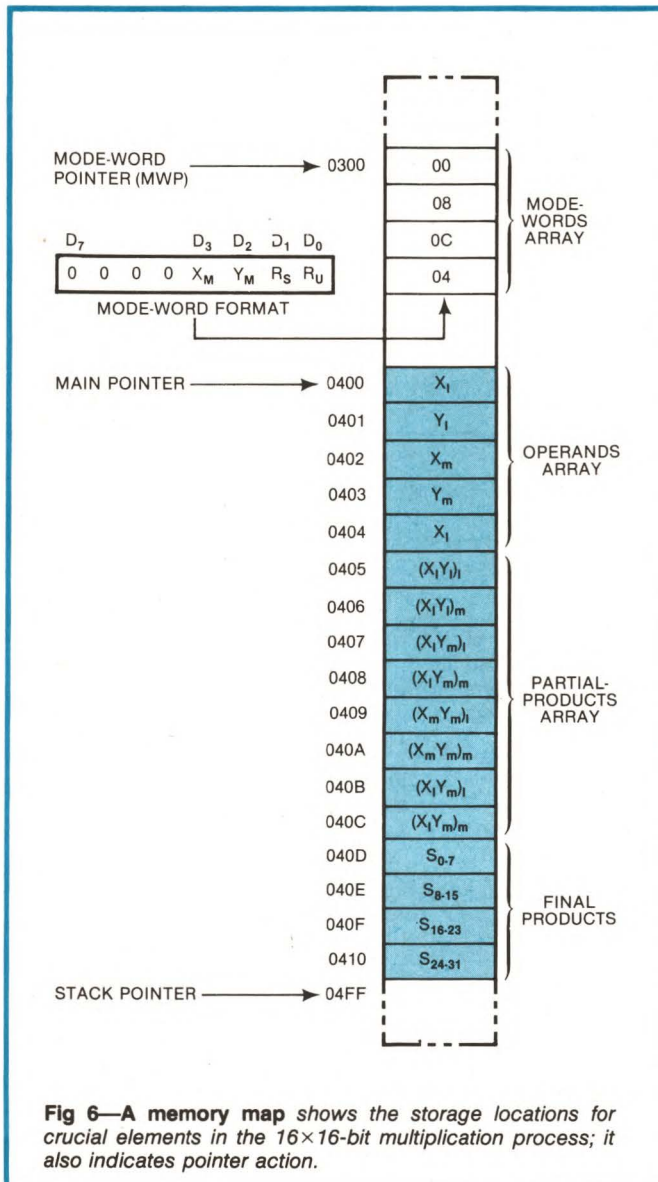 MODE-WORD
POINTER (MWP)
0300
00
08
0C
04
MODE-
WORDS
ARRAY
D7 D3 D2 D1 D0
0 0 0 0 XM YM RS RU
MODE-WORD FORMAT
MAIN POINTER
0400 Xl
0401 Yl
0402 Xm
0403 Ym
0404 Xl
OPERANDS
ARRAY
0405 (XlYl)l
0406 (XlYl)m
0407 (XlYm)l
0408 (XlYm)m
0409 (XmYm)l
040A (XmYm)m
040B (XlYm)l
040C (XlYm)m
PARTIAL-
PRODUCTS
ARRAY
040D S0-7
040E S8-15
040F S16-23
0410 S24-31
FINAL
PRODUCTS
STACK POINTER
04FF
Fig 6—A memory map shows the storage locations for
crucial elements in the 16×16-bit multiplication process; it
also indicates pointer action.